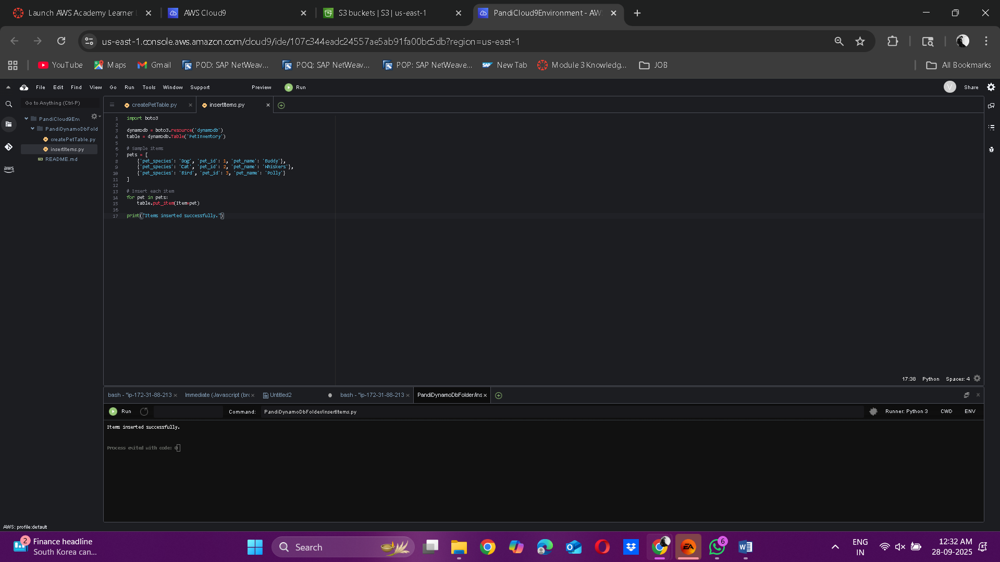 Launch AWS Academy Learner
AWS Cloud9
S3 buckets | S3 | us-east-1
PandiCloud9Environment - AWS
us-east-1.console.aws.amazon.com/cloud9/ide/107c344eadc24557ae5ab91fa00bc5db?region=us-east-1
YouTube
Maps
Gmail
POD: SAP NetWeav...
POQ: SAP NetWeav...
POP: SAP NetWeave...
SAP
New Tab
Module 3 Knowledg...
JOB
All Bookmarks
File Edit Find View Go Run Tools Window Support Preview Run
V Share
Go to Anything (Ctrl-P)
createPetTable.py
insertItems.py
PandiCloud9Env
PandiDynamoDbFold
createPetTable.py
insertItems.py
README.md
aws
1 import boto3
2
3 dynamodb = boto3.resource('dynamodb')
4 table = dynamodb.Table('PetInventory')
5
6 # Sample items
7 pets = [
8 {'pet_species': 'Dog', 'pet_id': 1, 'pet_name': 'Buddy'},
9 {'pet_species': 'Cat', 'pet_id': 2, 'pet_name': 'Whiskers'},
10 {'pet_species': 'Bird', 'pet_id': 3, 'pet_name': 'Polly'}
11 ]
12
13 # Insert each item
14 for pet in pets:
15 table.put_item(Item=pet)
16
17 print("Items inserted successfully.")
17:38 Python Spaces: 4
bash - "ip-172-31-88-213
Immediate (Javascript (bro
Untitled2
bash - "ip-172-31-88-213
PandiDynamoDbFolder/ins
Run
Command: PandiDynamoDbFolder/insertItems.py
Runner: Python 3 CWD ENV
Items inserted successfully.
Process exited with code: 0
AWS: profile:default
2
Finance headline
South Korea can...
Search
EA
6
ENG
IN
12:32 AM
28-09-2025